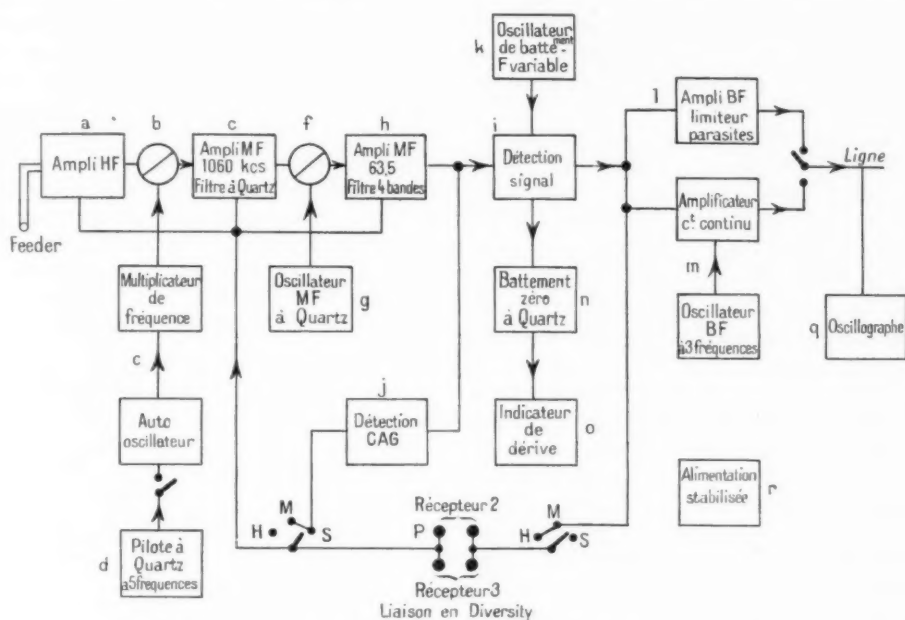 k
Oscillateur
de battement-
F variable
a
b
c
f
h
i
l
Ampli HF
Ampli MF
1060 kcs
Filtre à Quartz
Ampli MF
63,5
Filtre 4 bandes
Détection
signal
Ampli BF
limiteur
parasites
Ligne
Amplificateur
ct. continu
Feeder
Multiplicateur
de
fréquence
Oscillateur
MF
à Quartz
g
Battement
zéro
à Quartz
n
m
Oscillateur
BF
à 3 fréquences
q
Oscillographe
c
j
Détection
CAG
Auto
oscillateur
Indicateur
de
dérive
o
Alimentation
stabilisée
r
d
Pilote à
Quartz
à 5 fréquences
H
M
S
Récepteur 2
P
Récepteur 3
Liaison en Diversity
H
M
S